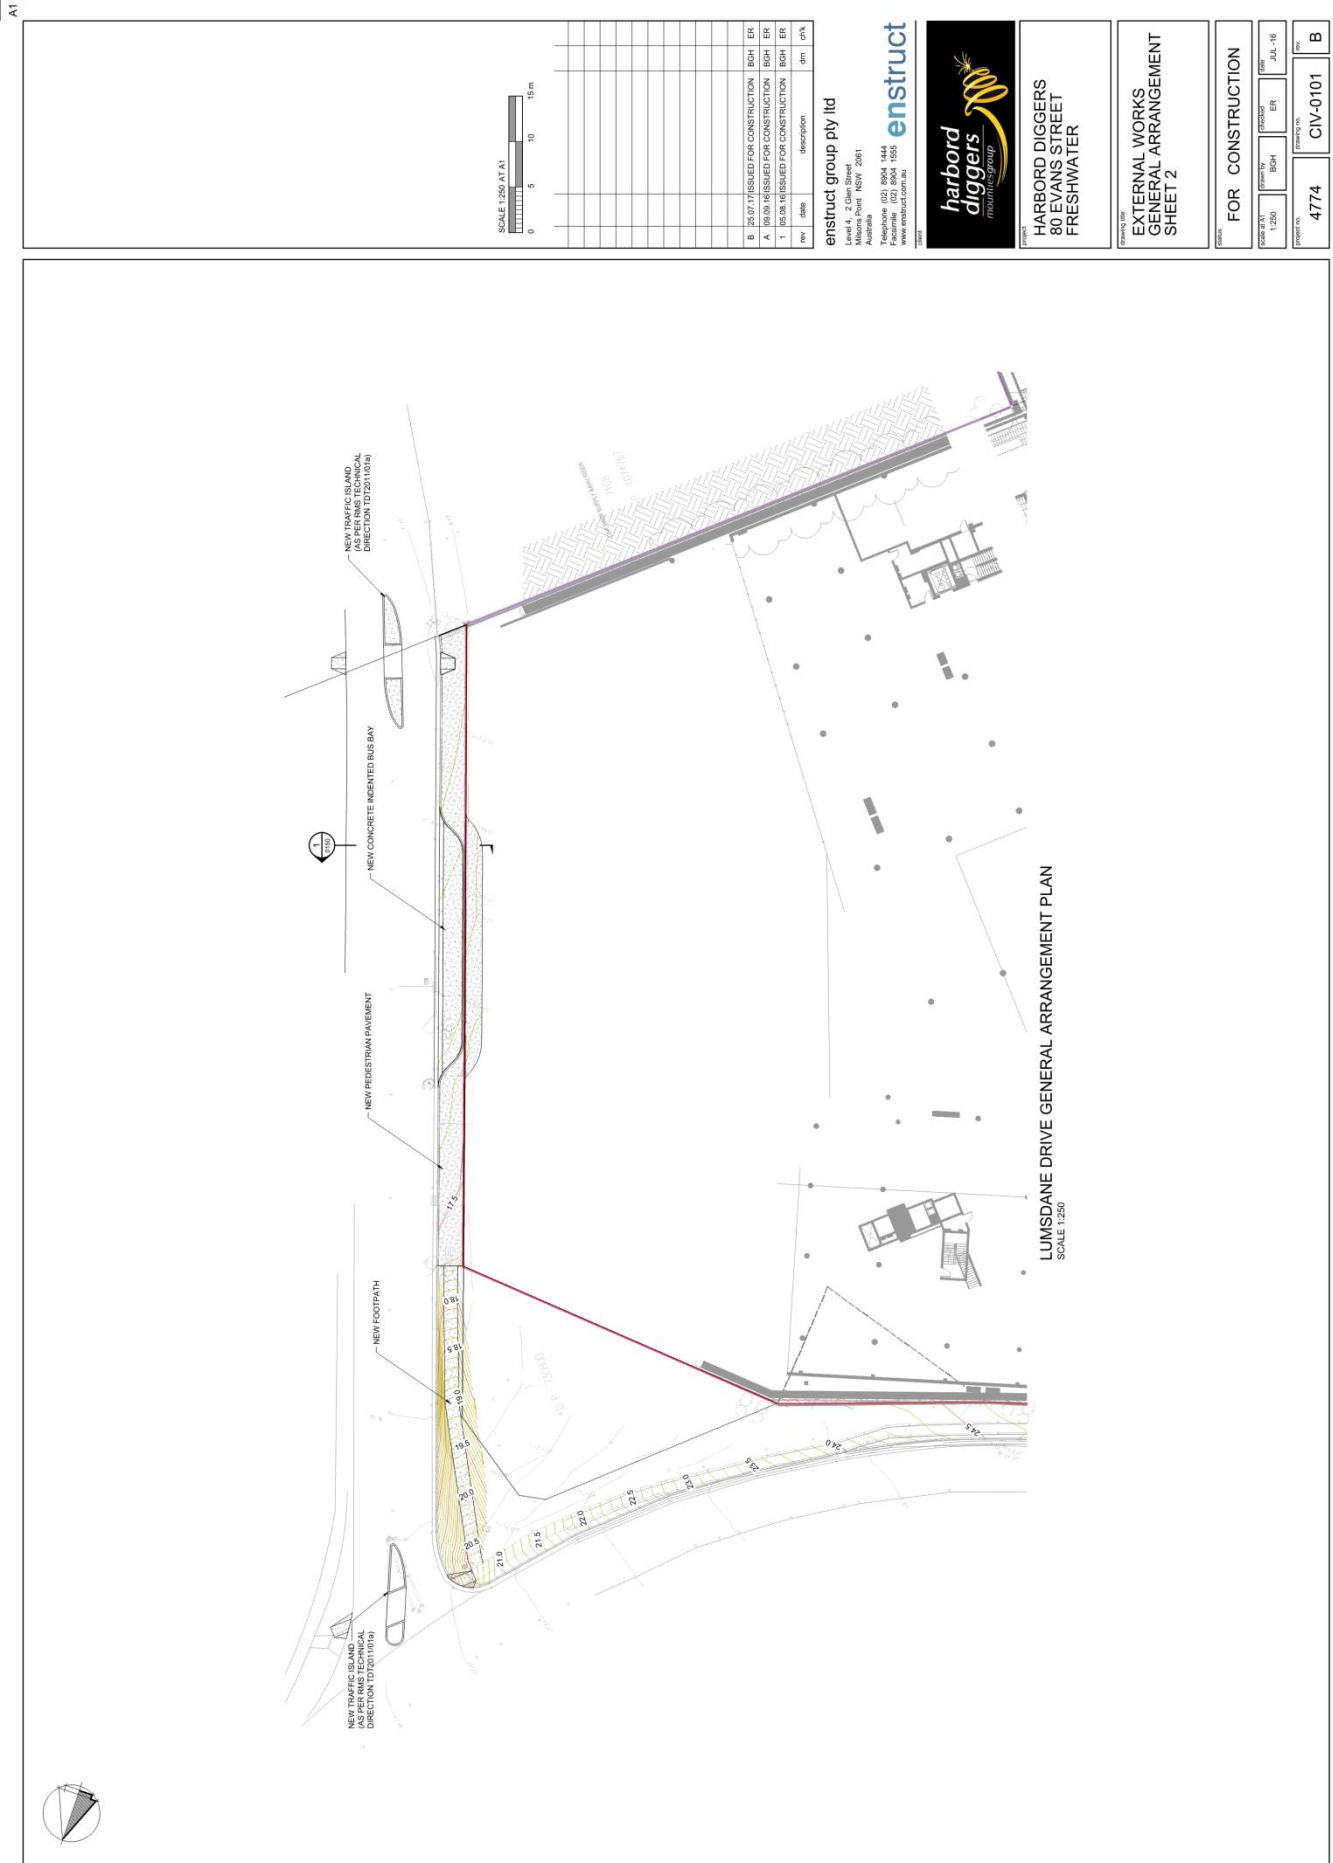 A1
NEW TRAFFIC ISLAND
(AS PER RMS TECHNICAL
DIRECTION TDT2011/01a)
NEW FOOTPATH
NEW PEDESTRIAN PAVEMENT
NEW CONCRETE INDENTED BUS BAY
1
0150
NEW TRAFFIC ISLAND
(AS PER RMS TECHNICAL
DIRECTION TDT2011/01a)
17.5
18.0
18.5
19.0
19.5
20.0
20.5
21.0
21.5
22.0
22.5
23.0
23.5
24.0
24.5
7108
1074767
LUMSDANE DRIVE GENERAL ARRANGEMENT PLAN
SCALE 1:250
SCALE 1:250 AT A1
0 5 10 15 m
B 25.07.17 ISSUED FOR CONSTRUCTION BGH ER
A 09.09.16 ISSUED FOR CONSTRUCTION BGH ER
1 05.08.16 ISSUED FOR CONSTRUCTION BGH ER
rev date description drn ch'k
enstruct group pty ltd
Level 4, 2 Glen Street
Milsons Point NSW 2061
Australia
Telephone (02) 8904 1444
Facsimile (02) 8904 1555
www.enstruct.com.au
enstruct
client
harbord
diggers
mountiesgroup
project
HARBORD DIGGERS
80 EVANS STREET
FRESHWATER
drawing title
EXTERNAL WORKS
GENERAL ARRANGEMENT
SHEET 2
status
FOR CONSTRUCTION
scale at A1 drawn by checked date
1:250 BGH ER JUL -16
project no. drawing no. rev.
4774 CIV-0101 B